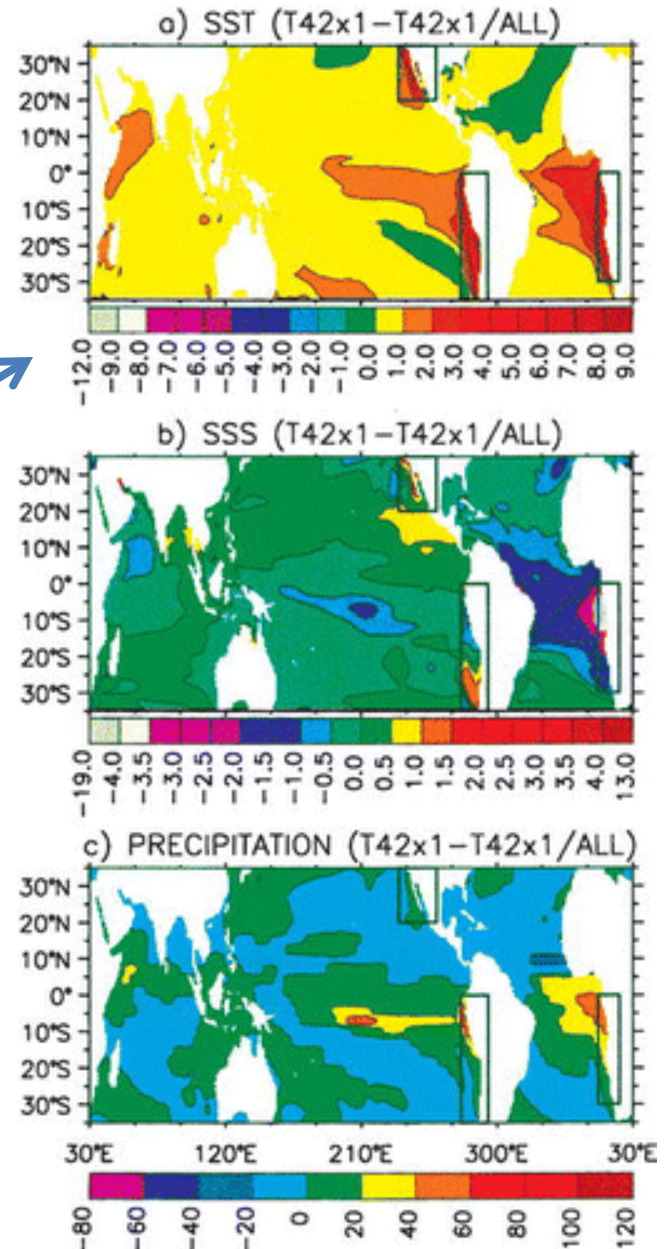 a) SST (T42x1−T42x1/ALL)
30°N
20°N
10°N
0°
10°S
20°S
30°S
−12.0 −9.0 −8.0 −7.0 −6.0 −5.0 −4.0 −3.0 −2.0 −1.0 0.0 1.0 2.0 3.0 4.0 5.0 6.0 7.0 8.0 9.0
b) SSS (T42x1−T42x1/ALL)
30°N
20°N
10°N
0°
10°S
20°S
30°S
−19.0 −4.0 −3.5 −3.0 −2.5 −2.0 −1.5 −1.0 −0.5 0.0 0.5 1.0 1.5 2.0 2.5 3.0 3.5 4.0 13.0
c) PRECIPITATION (T42x1−T42x1/ALL)
30°N
20°N
10°N
0°
10°S
20°S
30°S
30°E 120°E 210°E 300°E 30°E
−80 −60 −40 −20 0 20 40 60 80 100 120